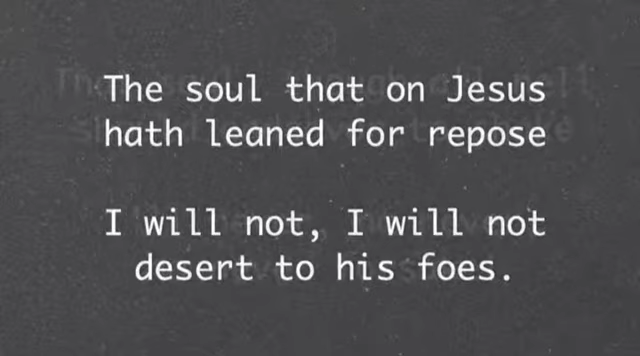 The soul that on Jesus
hath leaned for repose
I will not, I will not
desert to his foes.